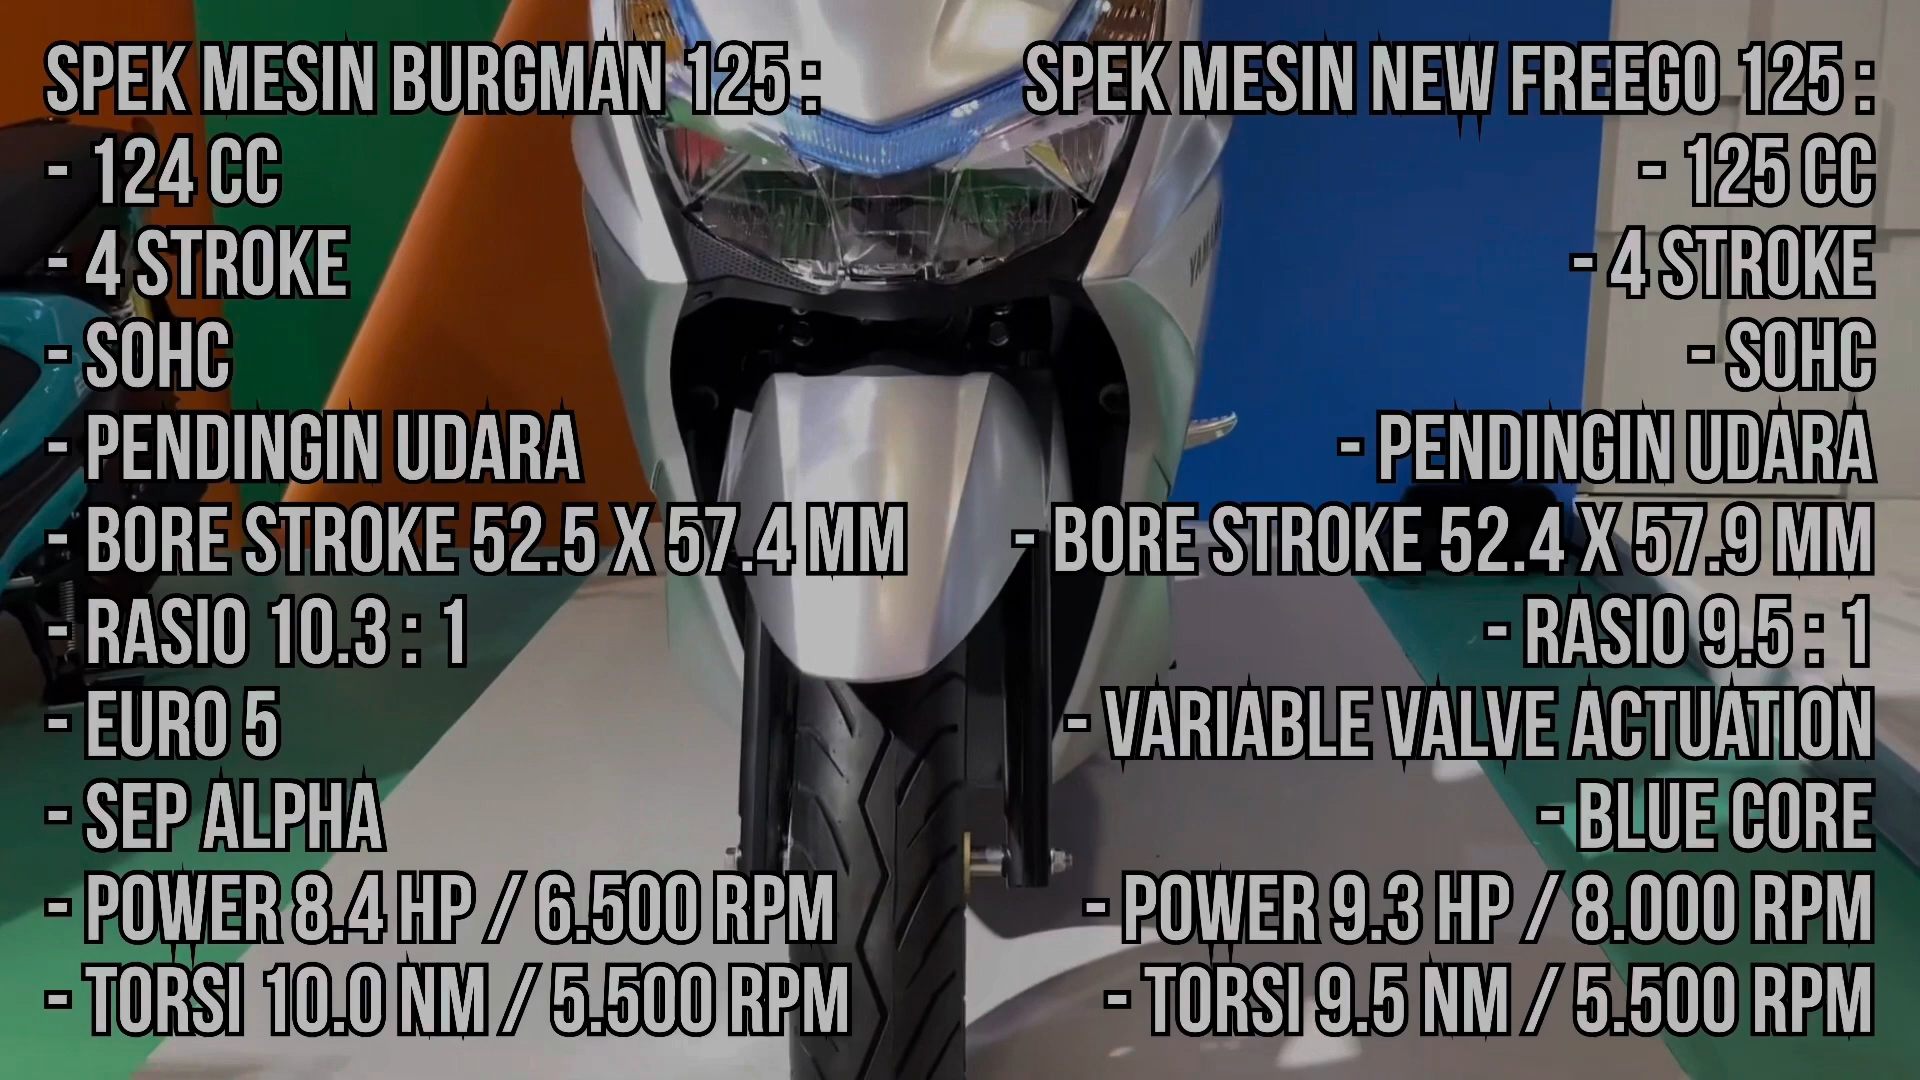 SPEK MESIN BURGMAN 125 :
- 124 CC
- 4 STROKE
- SOHC
- PENDINGIN UDARA
- BORE STROKE 52.5 X 57.4 MM
- RASIO 10.3 : 1
- EURO 5
- SEP ALPHA
- POWER 8.4 HP / 6.500 RPM
- TORSI 10.0 NM / 5.500 RPM
SPEK MESIN NEW FREEGO 125 :
- 125 CC
- 4 STROKE
- SOHC
- PENDINGIN UDARA
- BORE STROKE 52.4 X 57.9 MM
- RASIO 9.5 : 1
- VARIABLE VALVE ACTUATION
- BLUE CORE
- POWER 9.3 HP / 8.000 RPM
- TORSI 9.5 NM / 5.500 RPM